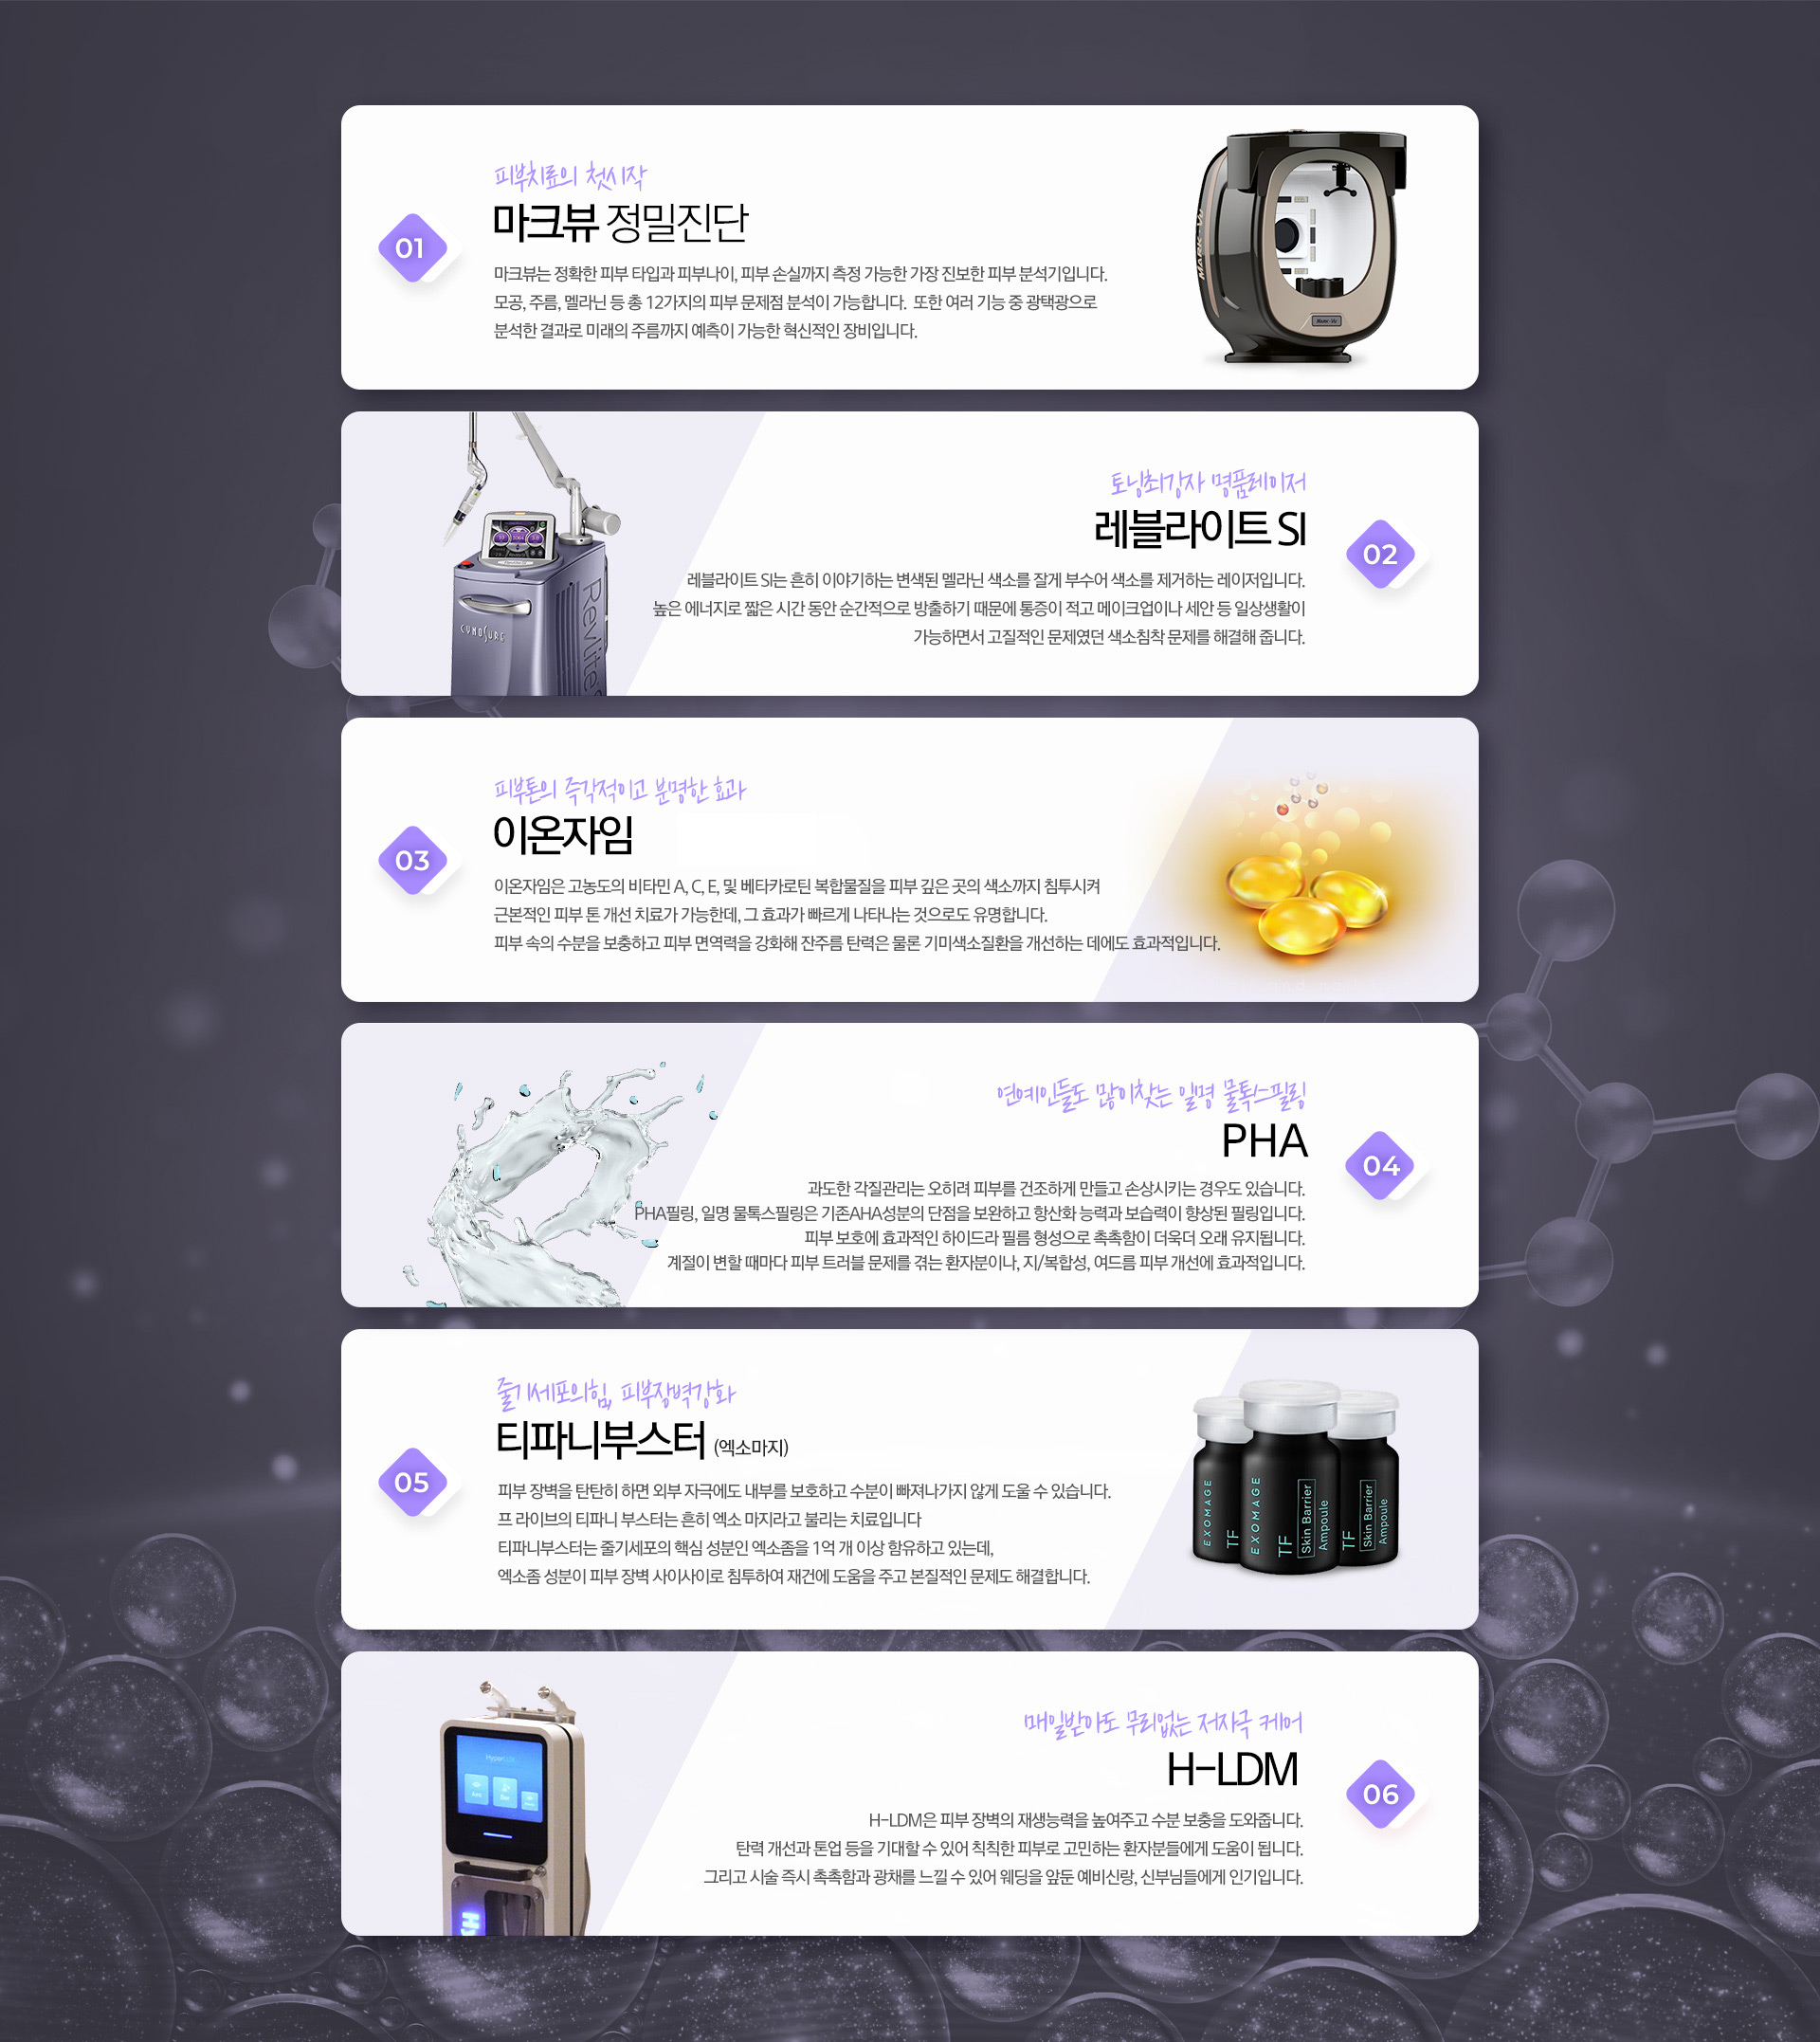 01
피부치료의 첫시작
마크뷰 정밀진단
마크뷰는 정확한 피부 타입과 피부나이, 피부 손실까지 측정 가능한 가장 진보한 피부 분석기입니다.
모공, 주름, 멜라닌 등 총 12가지의 피부 문제점 분석이 가능합니다. 또한 여러 기능 중 광택광으로
분석한 결과로 미래의 주름까지 예측이 가능한 혁신적인 장비입니다.
MARK-Vu
Mark-Vu
토닝최강자 명품레이저
레블라이트 SI
02
레블라이트 SI는 흔히 이야기하는 변색된 멜라닌 색소를 잘게 부수어 색소를 제거하는 레이저입니다.
높은 에너지로 짧은 시간 동안 순간적으로 방출하기 때문에 통증이 적고 메이크업이나 세안 등 일상생활이
가능하면서 고질적인 문제였던 색소침착 문제를 해결해 줍니다.
CYNOSURE
Revlite
03
피부톤의 즉각적이고 분명한 효과
이온자임
이온자임은 고농도의 비타민 A, C, E, 및 베타카로틴 복합물질을 피부 깊은 곳의 색소까지 침투시켜
근본적인 피부 톤 개선 치료가 가능한데, 그 효과가 빠르게 나타나는 것으로도 유명합니다.
피부 속의 수분을 보충하고 피부 면역력을 강화해 잔주름 탄력은 물론 기미색소질환을 개선하는 데에도 효과적입니다.
연예인들도 많이찾는 일명 물톡스필링
PHA
04
과도한 각질관리는 오히려 피부를 건조하게 만들고 손상시키는 경우도 있습니다.
PHA필링, 일명 물톡스필링은 기존AHA성분의 단점을 보완하고 항산화 능력과 보습력이 향상된 필링입니다.
피부 보호에 효과적인 하이드라 필름 형성으로 촉촉함이 더욱더 오래 유지됩니다.
계절이 변할 때마다 피부 트러블 문제를 겪는 환자분이나, 지/복합성, 여드름 피부 개선에 효과적입니다.
05
줄기세포의힘, 피부장벽강화
티파니부스터 (엑소마지)
피부 장벽을 탄탄히 하면 외부 자극에도 내부를 보호하고 수분이 빠져나가지 않게 도울 수 있습니다.
프 라이브의 티파니 부스터는 흔히 엑소 마지라고 불리는 치료입니다
티파니부스터는 줄기세포의 핵심 성분인 엑소좀을 1억 개 이상 함유하고 있는데,
엑소좀 성분이 피부 장벽 사이사이로 침투하여 재건에 도움을 주고 본질적인 문제도 해결합니다.
EXOMAGE
TF
EXOMAGE
TF
Skin Barrier
Ampoule
TF
Skin Barrier
Ampoule
매일받아도 무리없는 저자극 케어
H-LDM
06
H-LDM은 피부 장벽의 재생능력을 높여주고 수분 보충을 도와줍니다.
탄력 개선과 톤업 등을 기대할 수 있어 칙칙한 피부로 고민하는 환자분들에게 도움이 됩니다.
그리고 시술 즉시 촉촉함과 광채를 느낄 수 있어 웨딩을 앞둔 예비신랑, 신부님들에게 인기입니다.